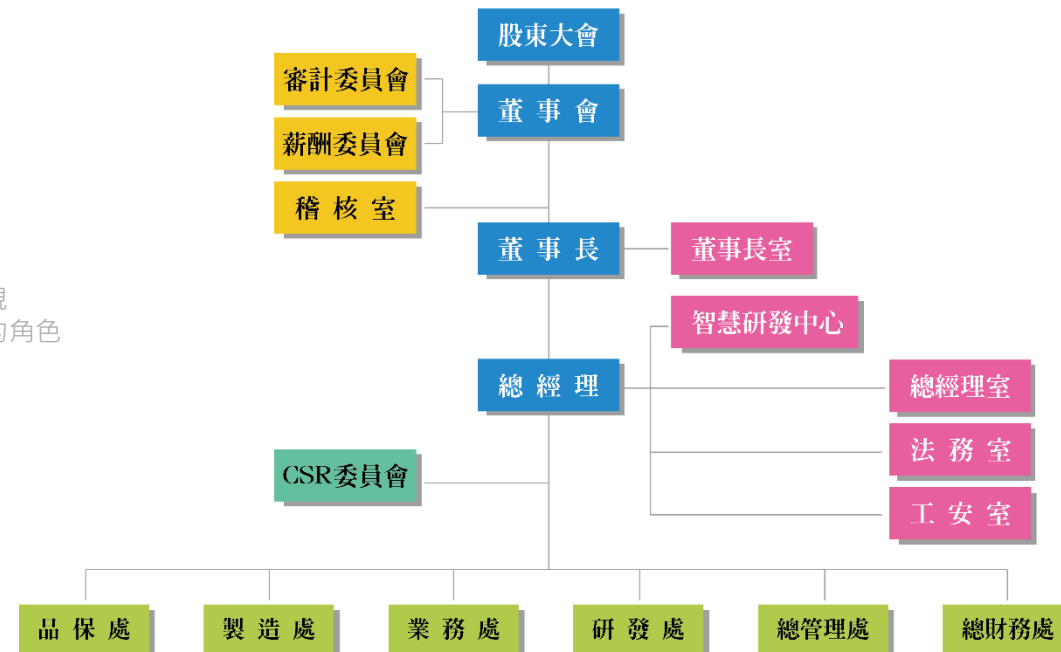 股東大會
審計委員會
董事會
薪酬委員會
稽核室
董事長
董事長室
的角色
智慧研發中心
總經理
總經理室
法務室
CSR委員會
工安室
品保處
製造處
業務處
研發處
總管理處
總財務處